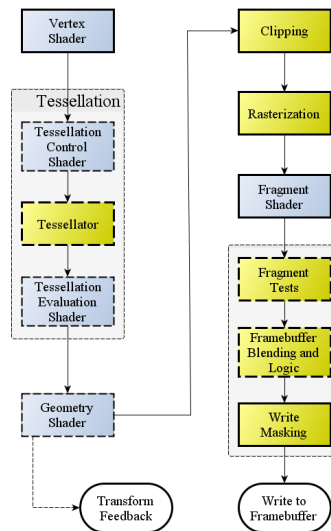 Vertex
Shader
Tessellation
Tessellation
Control
Shader
Tessellator
Tessellation
Evaluation
Shader
Geometry
Shader
Transform
Feedback
Clipping
Rasterization
Fragment
Shader
Fragment
Tests
Framebuffer
Blending and
Logic
Write
Masking
Write to
Framebuffer